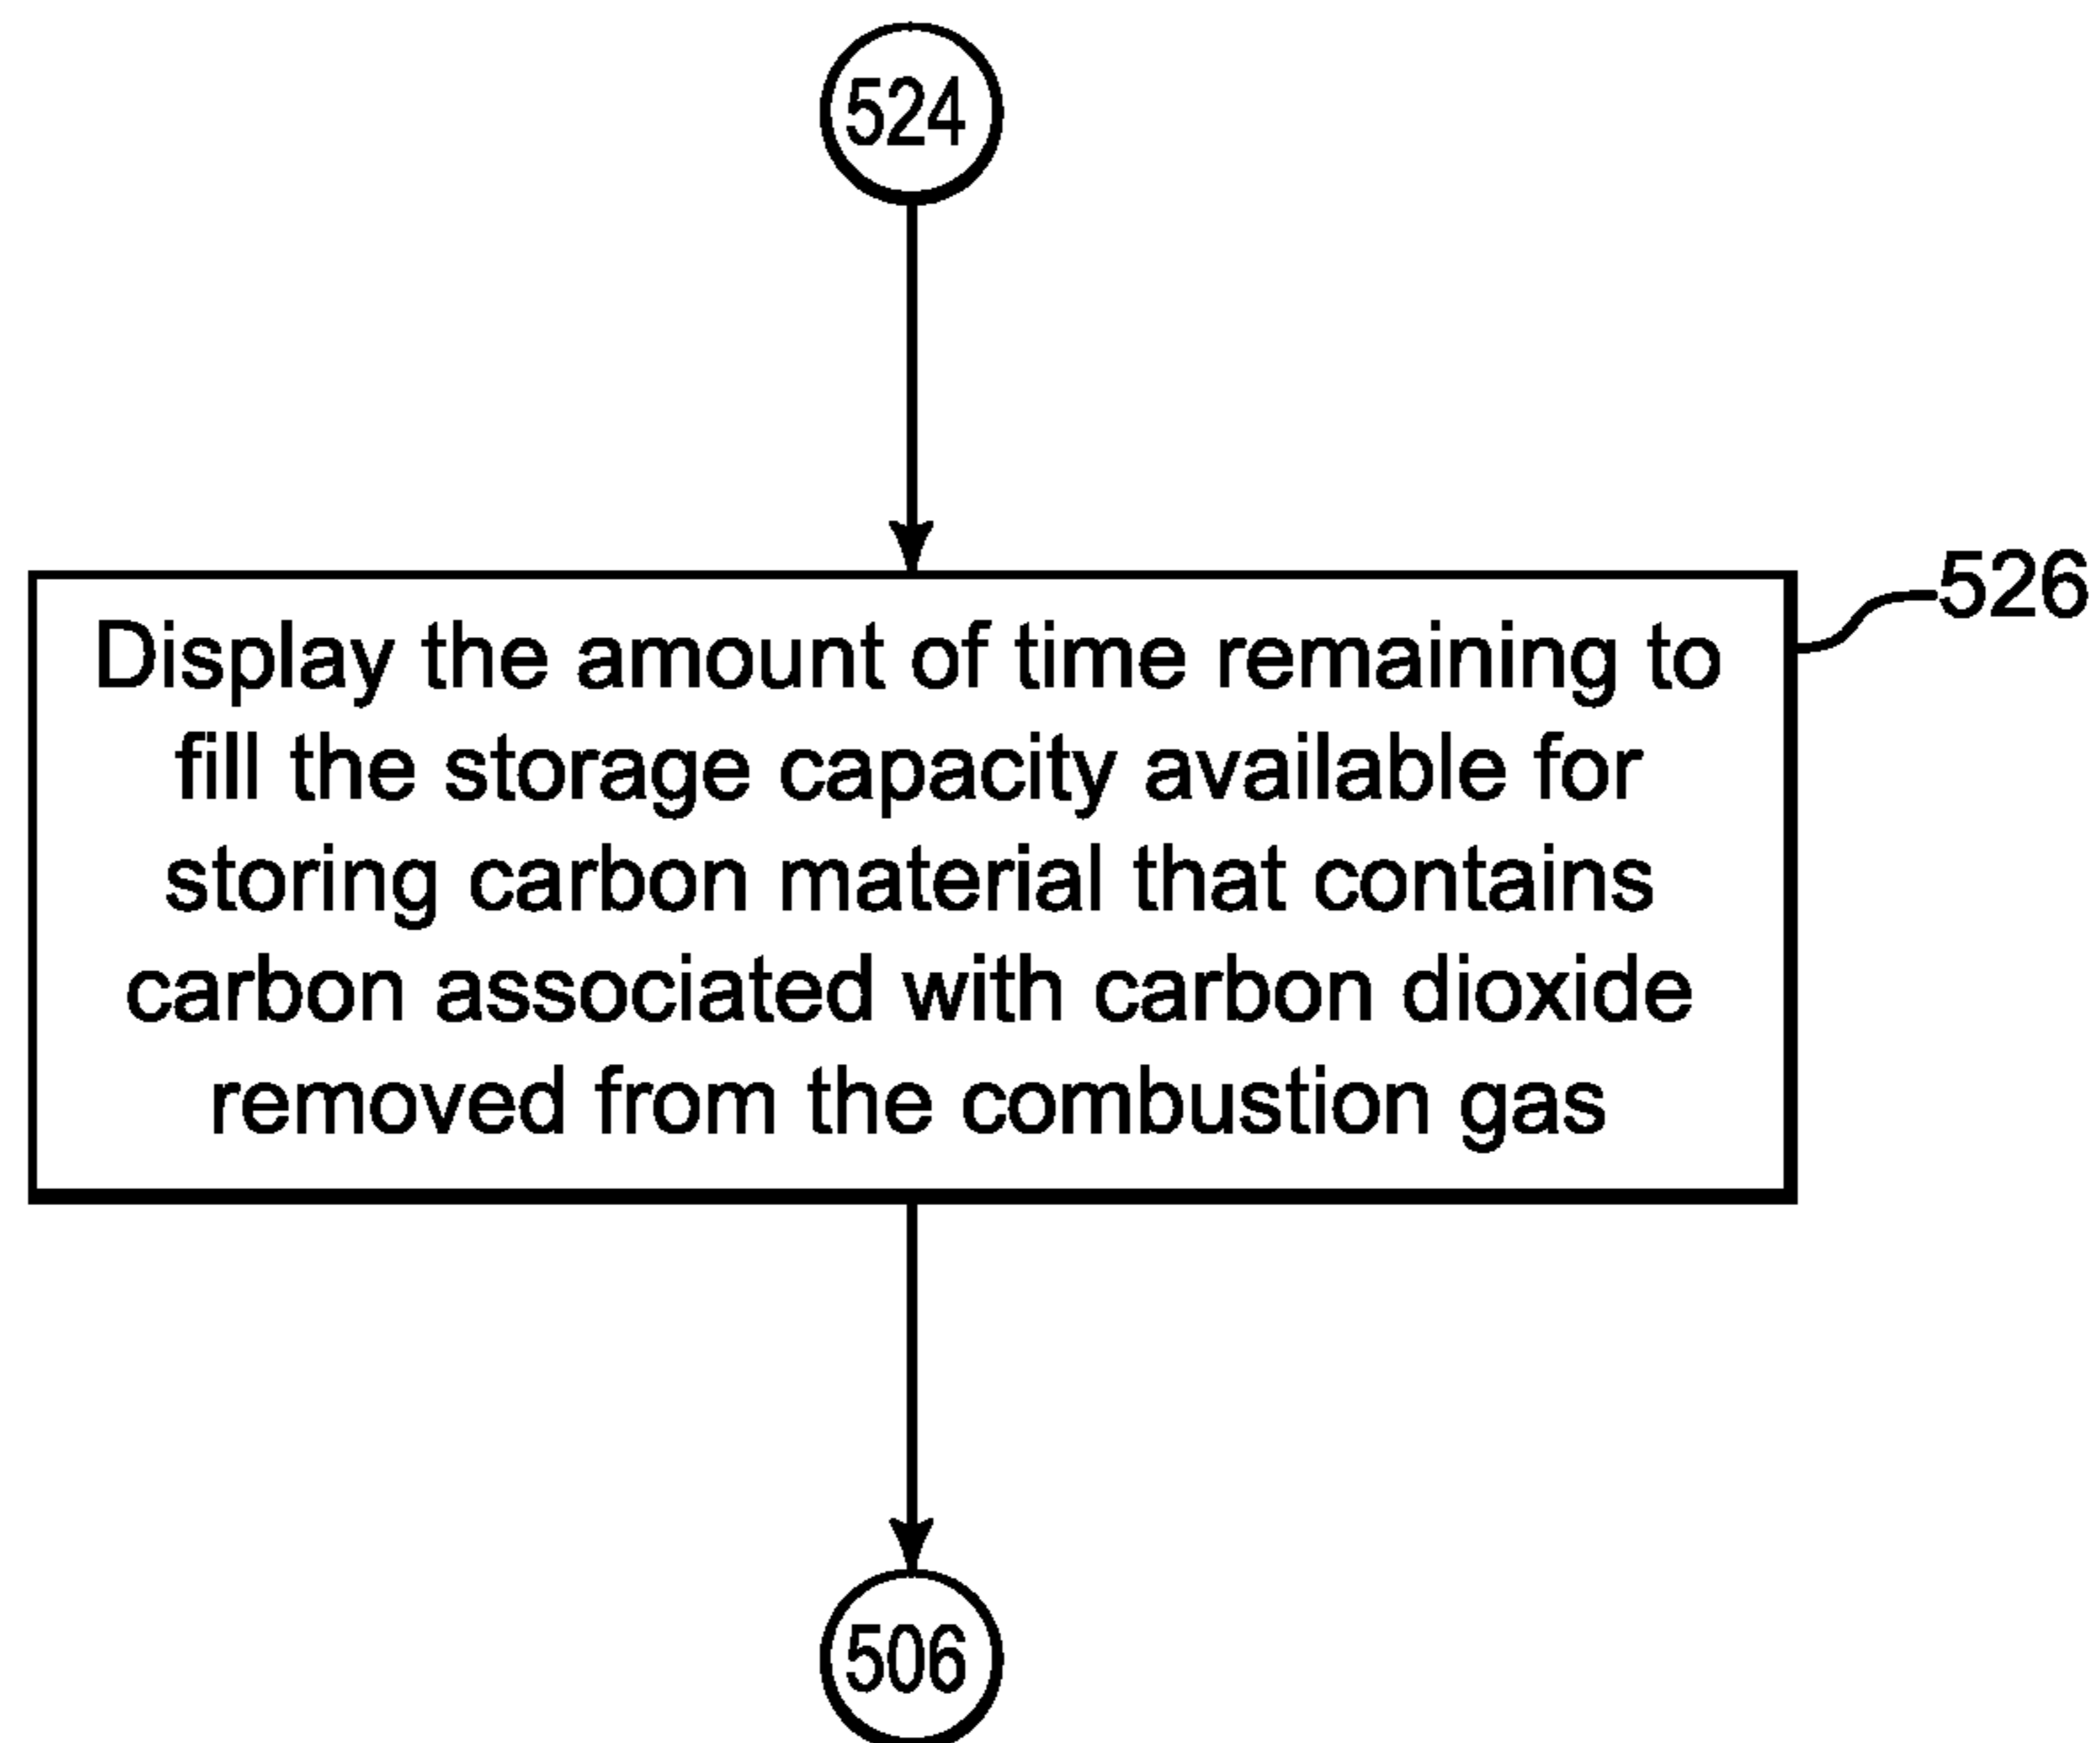 524
526
Display the amount of time remaining to
fill the storage capacity available for
storing carbon material that contains
carbon associated with carbon dioxide
removed from the combustion gas
506